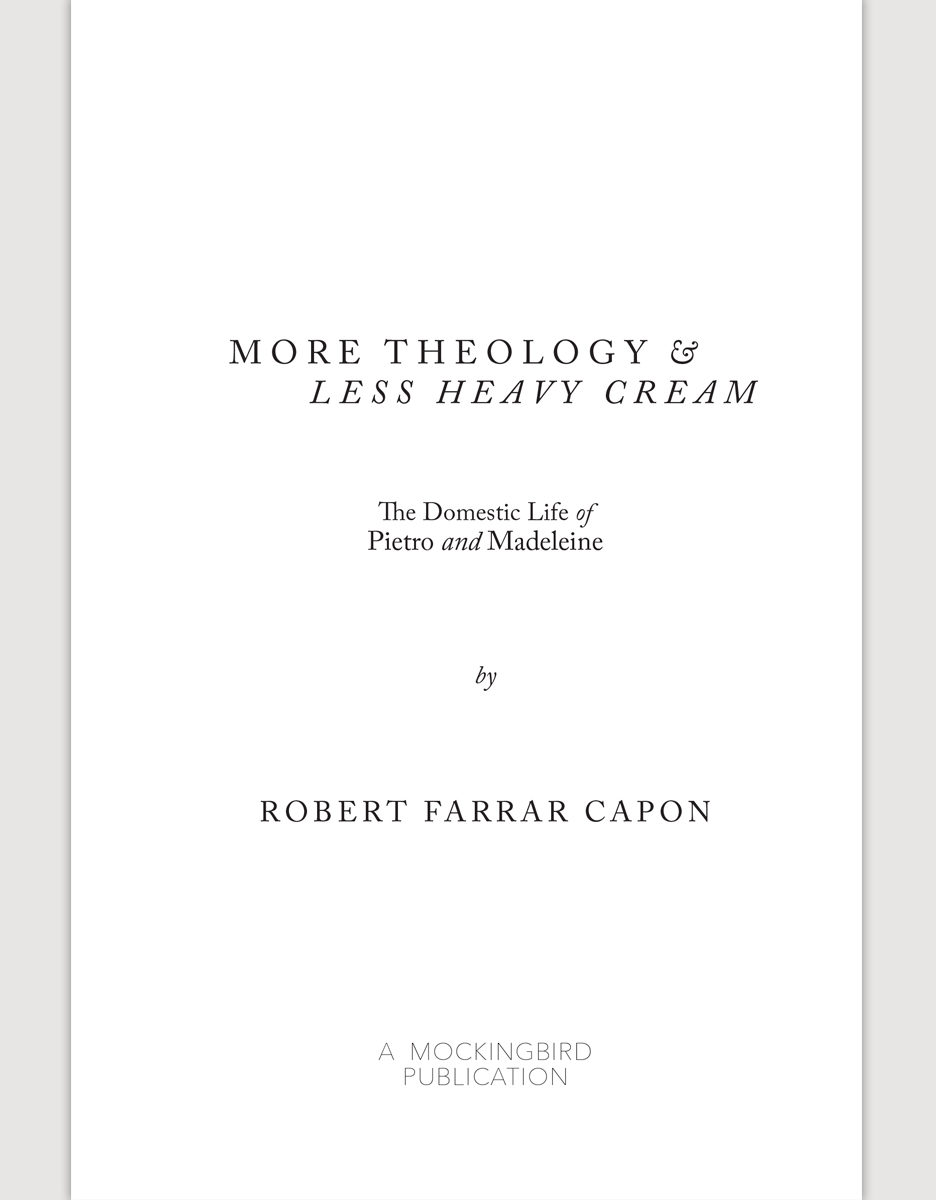 MORE THEOLOGY &
LESS HEAVY CREAM
The Domestic Life of
Pietro and Madeleine
by
ROBERT FARRAR CAPON
A MOCKINGBIRD
PUBLICATION